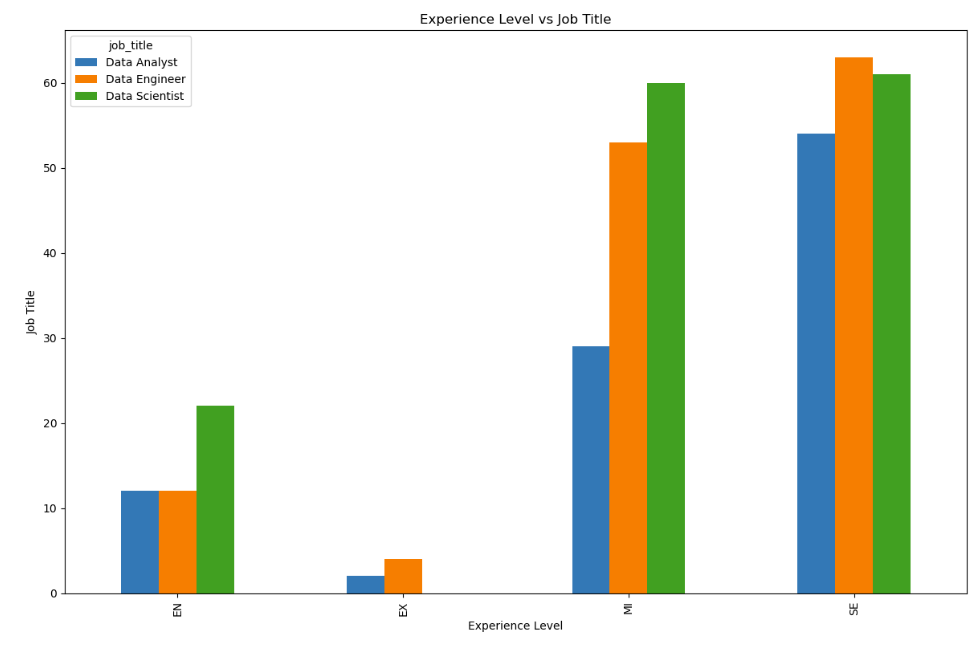 Experience Level vs Job Title
job_title
Data Analyst
Data Engineer
Data Scientist
60
50
40
30
20
10
0
Job Title
EN
EX
MI
SE
Experience Level